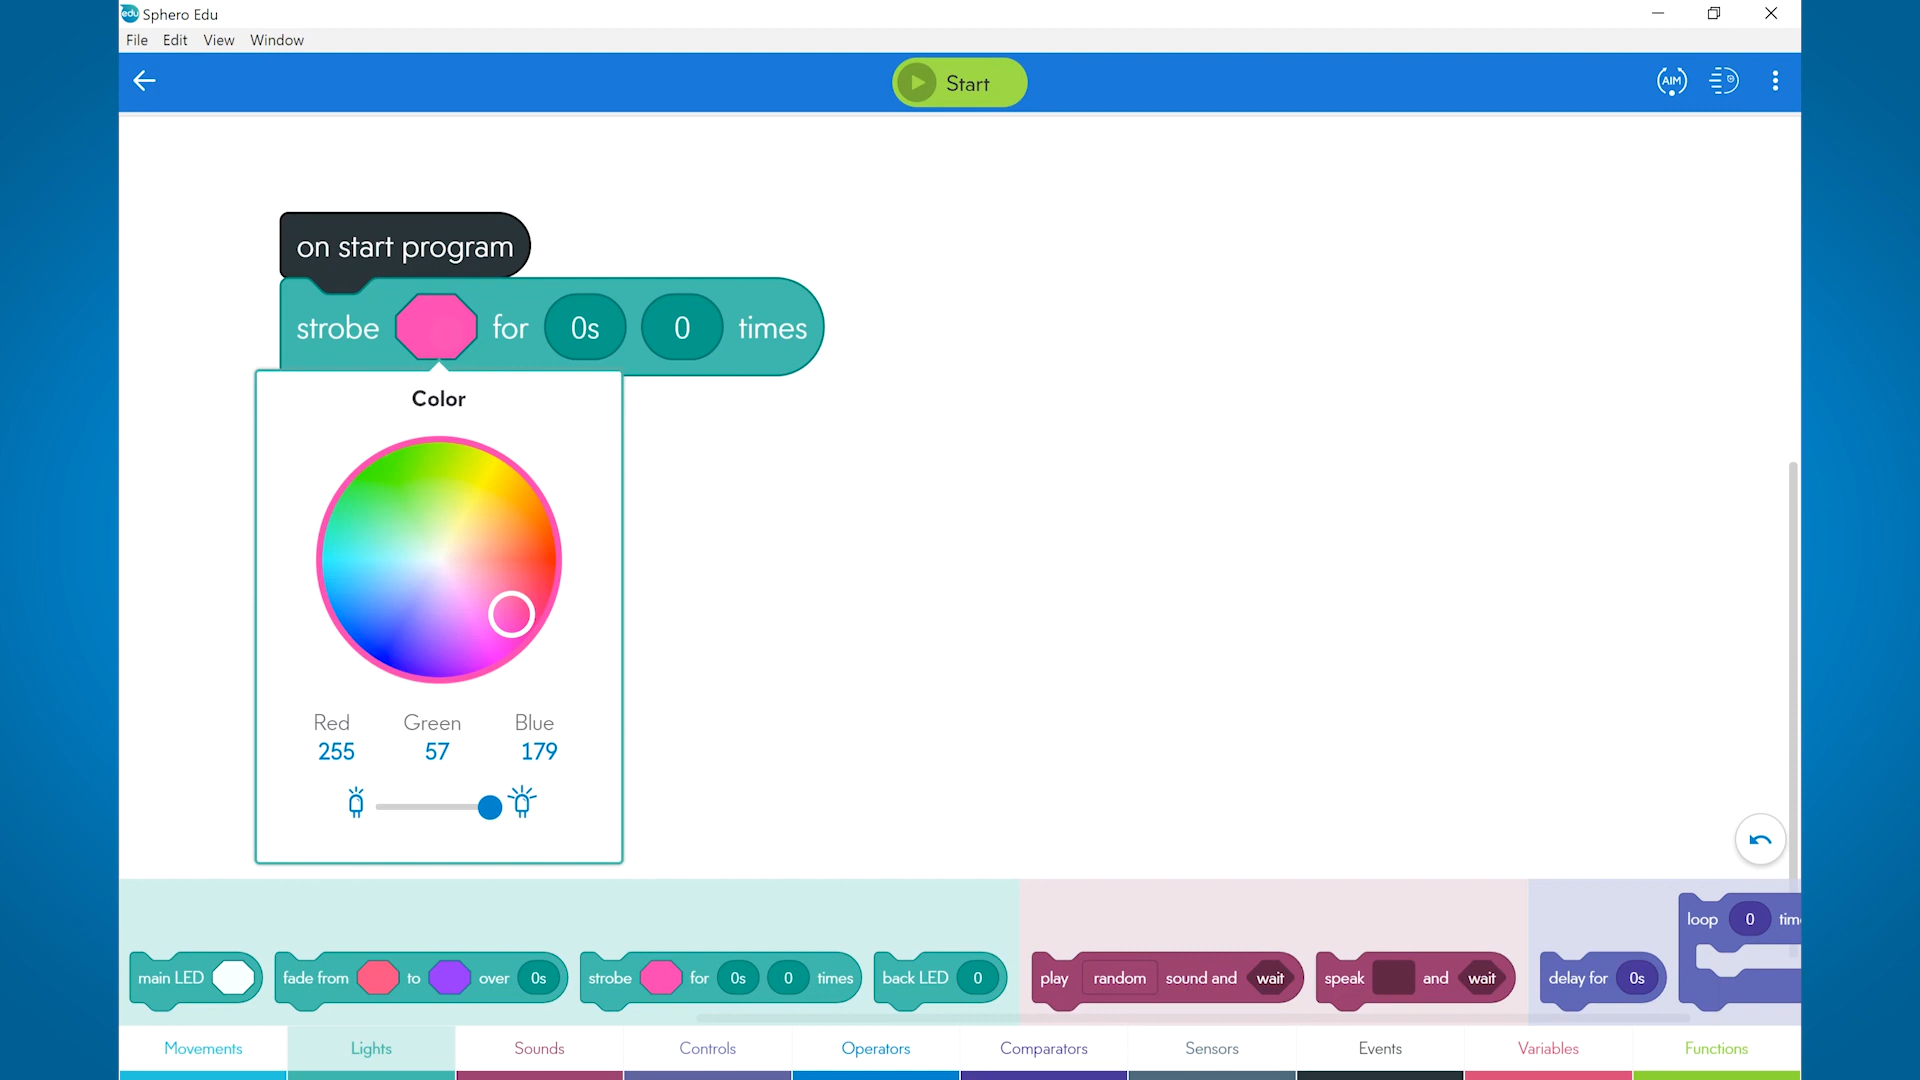 edu Sphero Edu
File Edit View Window
Start
AIM
on start program
strobe for 0s 0 times
Color
Red Green Blue
255 57 179
loop 0
main LED
fade from to over 0s
strobe for 0s 0 times
back LED 0
play random sound and wait
speak and wait
delay for 0s
Movements Lights Sounds Controls Operators Comparators Sensors Events Variables Functions